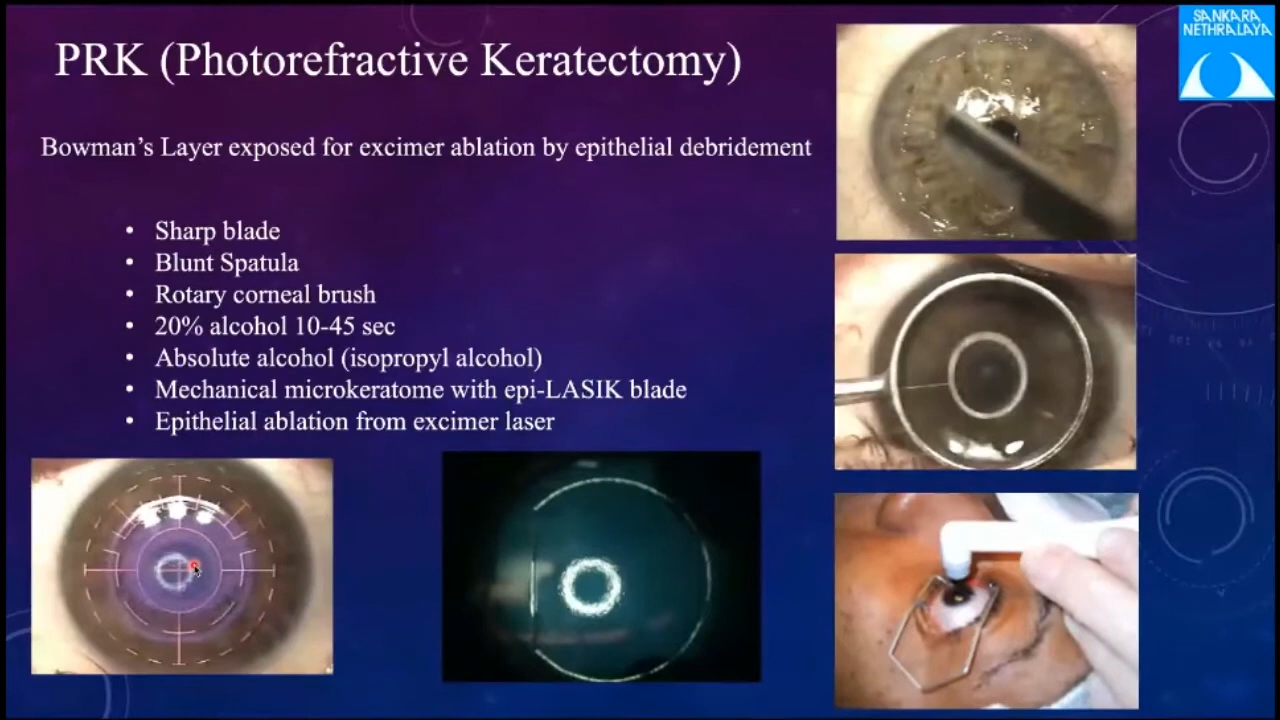 PRK (Photorefractive Keratectomy)
SANKARA
NETHRALAYA
Bowman's Layer exposed for excimer ablation by epithelial debridement
• Sharp blade
• Blunt Spatula
• Rotary corneal brush
• 20% alcohol 10-45 sec
• Absolute alcohol (isopropyl alcohol)
• Mechanical microkeratome with epi-LASIK blade
• Epithelial ablation from excimer laser